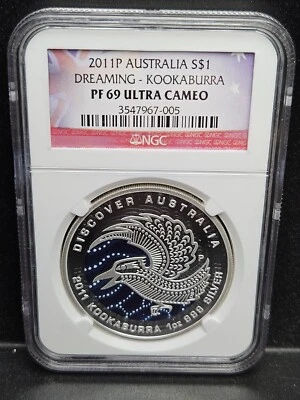 2011P AUSTRALIA S$1
DREAMING - KOOKABURRA
PF 69 ULTRA CAMEO
3547967-005
NGC
DISCOVER AUSTRALIA
P
2011 KOOKABURRA 1oz 999 SILVER